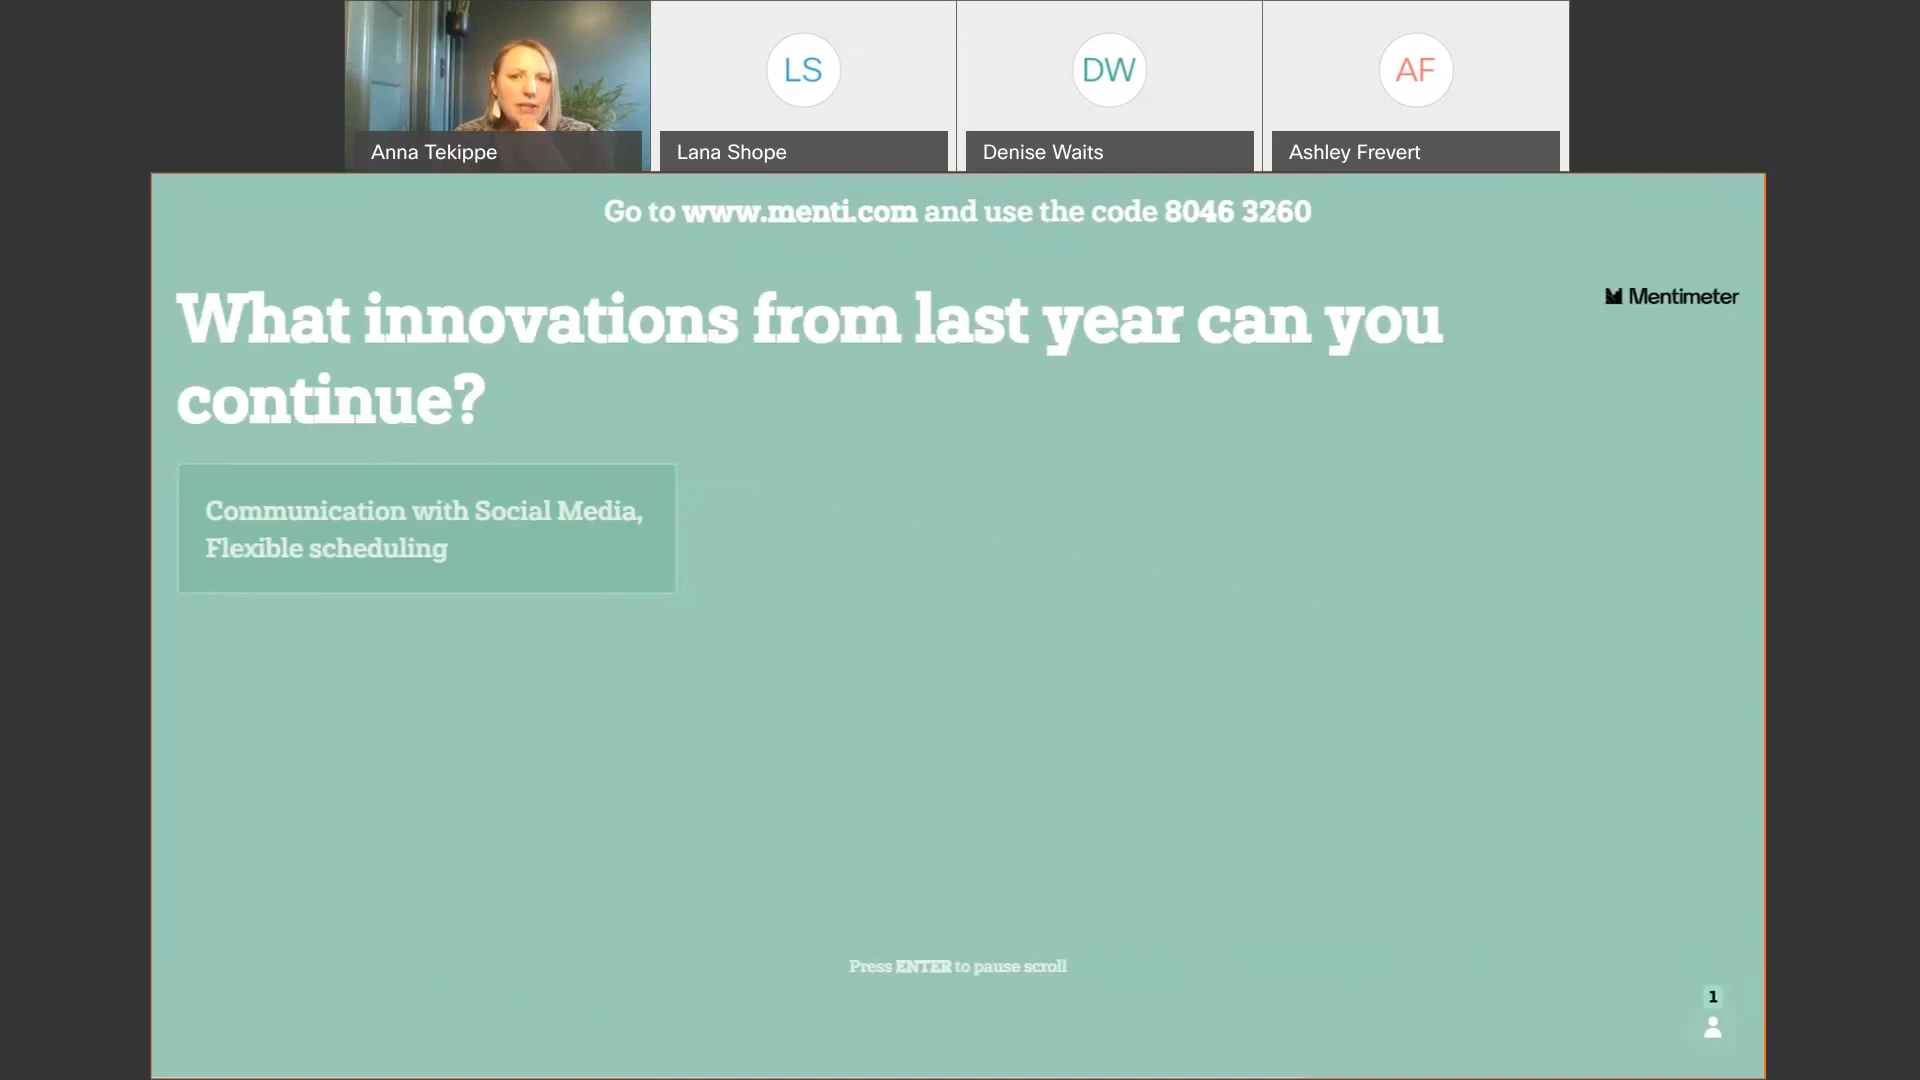 LS
DW
AF
Anna Tekippe
Lana Shope
Denise Waits
Ashley Frevert
Go to www.menti.com and use the code 8046 3260
What innovations from last year can you
continue?
Mentimeter
Communication with Social Media,
Flexible scheduling
Press ENTER to pause scroll
1